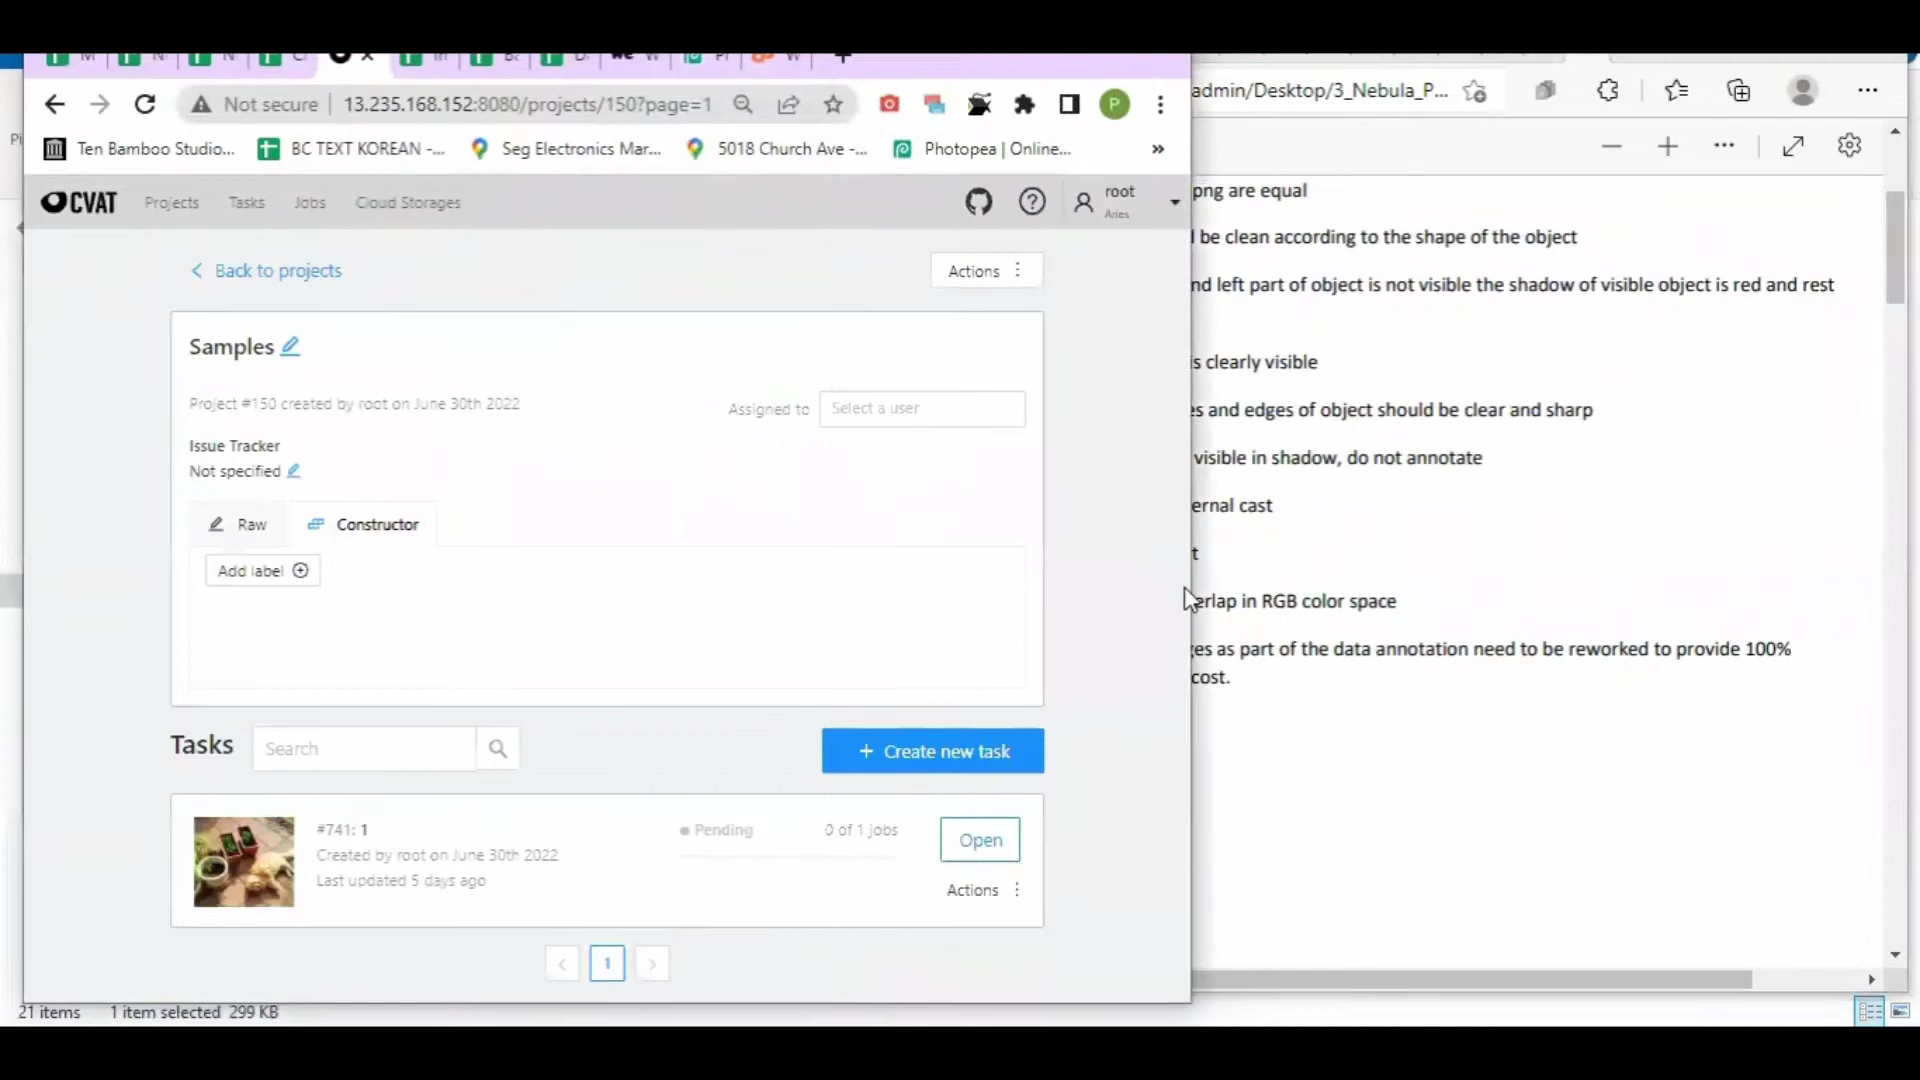 Not secure
13.235.168.152:8080/projects/150?page=1
P
admin/Desktop/3_Nebula_P...
Ten Bamboo Studio...
BC TEXT KOREAN -...
Seg Electronics Mar...
5018 Church Ave -...
Photopea | Online...
»
CVAT
Projects
Tasks
Jobs
Cloud Storages
root
Aries
Back to projects
Actions
Samples
Project #150 created by root on June 30th 2022
Assigned to
Select a user
Issue Tracker
Not specified
Raw
Constructor
Add label
Tasks
Search
+ Create new task
#741: 1
Created by root on June 30th 2022
Last updated 5 days ago
Pending
0 of 1 jobs
Open
Actions
1
png are equal
be clean according to the shape of the object
left part of object is not visible the shadow of visible object is red and rest
is clearly visible
and edges of object should be clear and sharp
visible in shadow, do not annotate
cast
in RGB color space
as part of the data annotation need to be reworked to provide 100%
cost.
21 items
1 item selected 299 KB